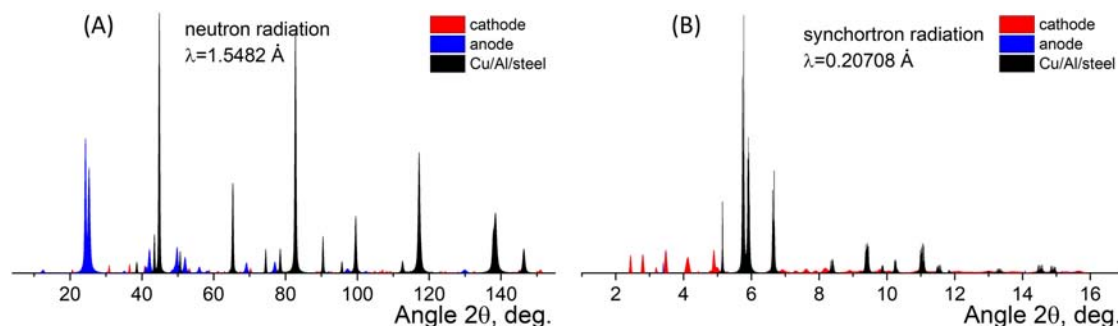 (A)
neutron radiation
λ=1.5482 Å
cathode
anode
Cu/Al/steel
20 40 60 80 100 120 140
Angle 2θ, deg.
(B)
synchortron radiation
λ=0.20708 Å
cathode
anode
Cu/Al/steel
2 4 6 8 10 12 14 16
Angle 2θ, deg.